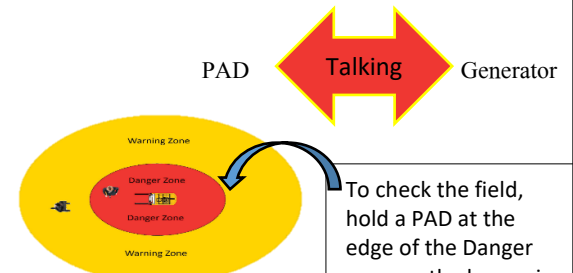 PAD Talking Generator
Warning Zone
Danger Zone
Danger Zone
Warning Zone
To check the field,
hold a PAD at the
edge of the Danger